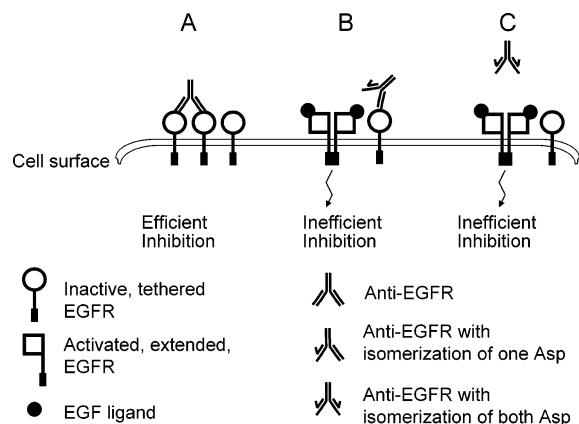 A B C
Cell surface
Efficient Inhibition
Inefficient Inhibition
Inefficient Inhibition
Inactive, tethered
EGFR
Activated, extended,
EGFR
EGF ligand
Anti-EGFR
Anti-EGFR with
isomerization of one Asp
Anti-EGFR with
isomerization of both Asp